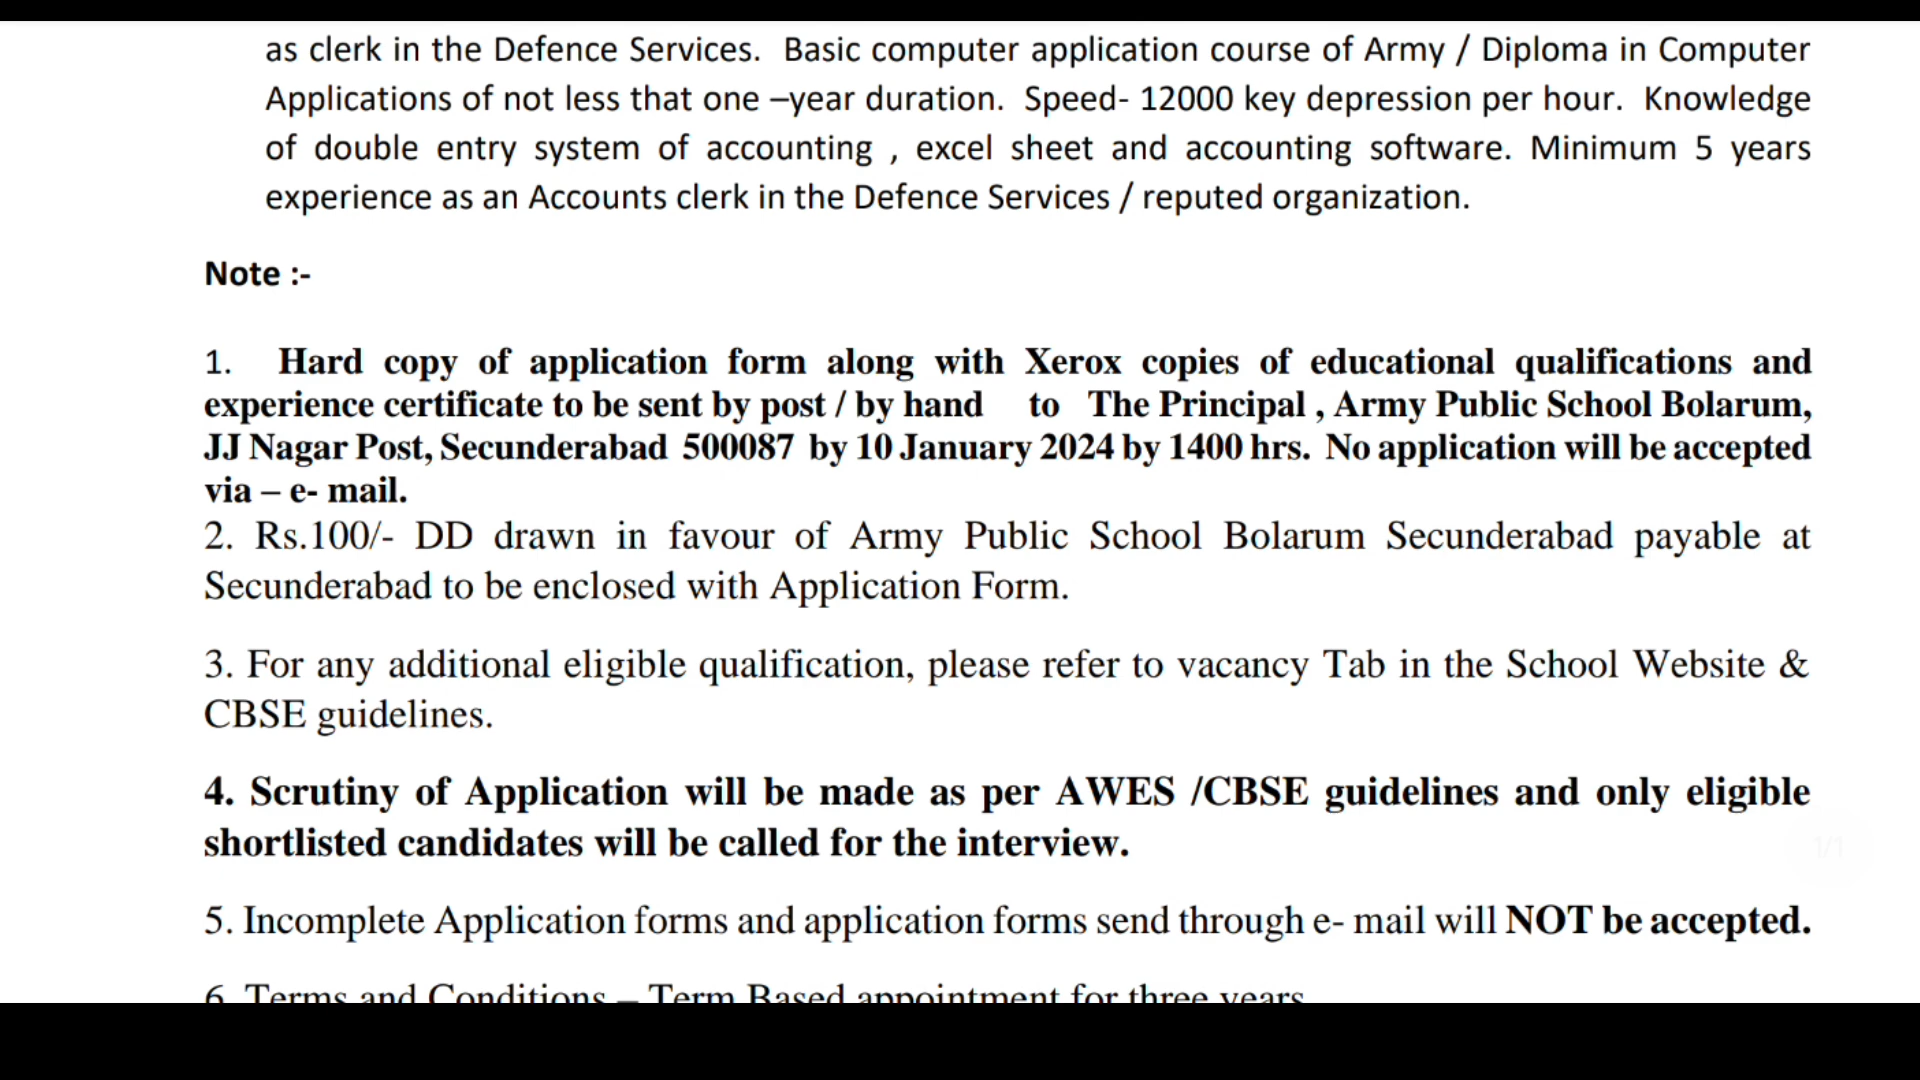 as clerk in the Defence Services. Basic computer application course of Army / Diploma in Computer
Applications of not less that one –year duration. Speed- 12000 key depression per hour. Knowledge
of double entry system of accounting , excel sheet and accounting software. Minimum 5 years
experience as an Accounts clerk in the Defence Services / reputed organization.
Note :-
1. Hard copy of application form along with Xerox copies of educational qualifications and
experience certificate to be sent by post / by hand to The Principal , Army Public School Bolarum,
JJ Nagar Post, Secunderabad 500087 by 10 January 2024 by 1400 hrs. No application will be accepted
via – e- mail.
2. Rs.100/- DD drawn in favour of Army Public School Bolarum Secunderabad payable at
Secunderabad to be enclosed with Application Form.
3. For any additional eligible qualification, please refer to vacancy Tab in the School Website &
CBSE guidelines.
4. Scrutiny of Application will be made as per AWES /CBSE guidelines and only eligible
shortlisted candidates will be called for the interview.
1/1
5. Incomplete Application forms and application forms send through e- mail will NOT be accepted.
6. Terms and Conditions – Term Based appointment for three years